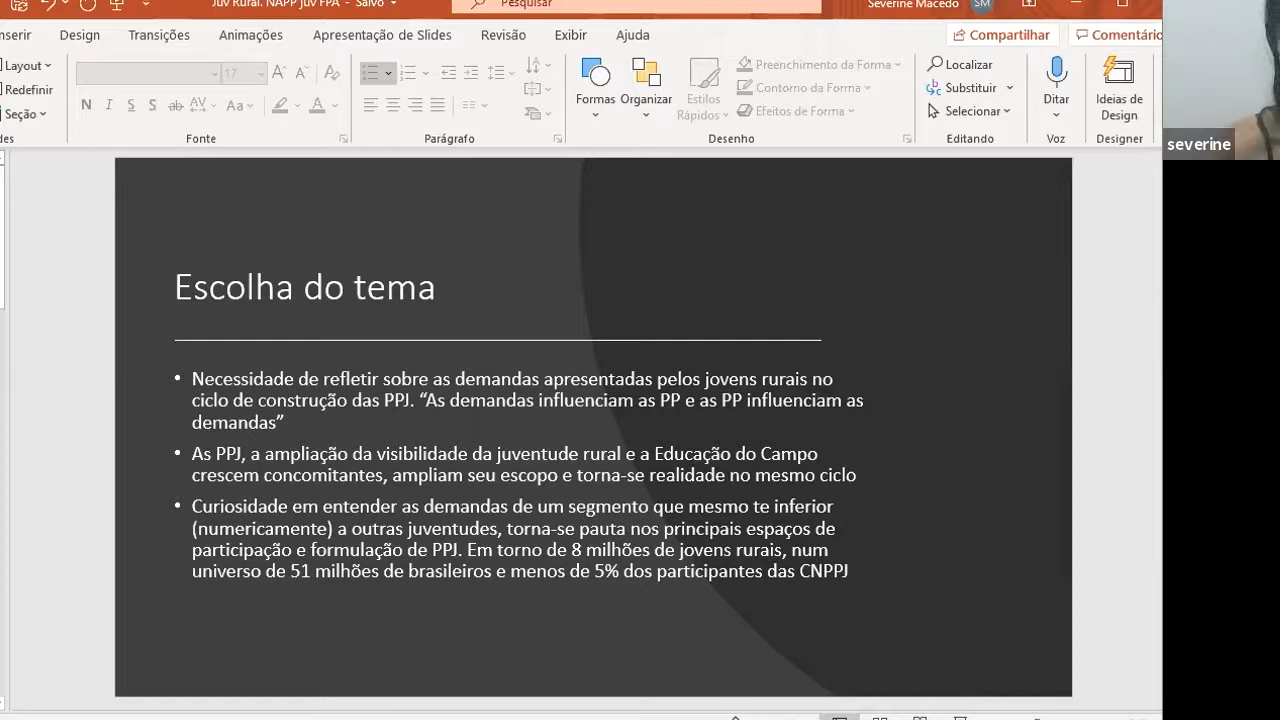 Juv Rural. NAPP Juv FPA - Salvo
Pesquisar
Severine Macedo
SM
nserir
Design
Transições
Animações
Apresentação de Slides
Revisão
Exibir
Ajuda
Compartilhar
Comentário
Layout
Redefinir
Seção
17
N I S S ab AV Aa A
Fonte
Parágrafo
Formas
Organizar
Estilos
Rápidos
Preenchimento da Forma
Contorno da Forma
Efeitos de Forma
Desenho
Localizar
Substituir
Selecionar
Editando
Ditar
Voz
Ideias de
Design
Designer
severine
Escolha do tema
• Necessidade de refletir sobre as demandas apresentadas pelos jovens rurais no
ciclo de construção das PPJ. “As demandas influenciam as PP e as PP influenciam as
demandas”
• As PPJ, a ampliação da visibilidade da juventude rural e a Educação do Campo
crescem concomitantes, ampliam seu escopo e torna-se realidade no mesmo ciclo
• Curiosidade em entender as demandas de um segmento que mesmo te inferior
(numericamente) a outras juventudes, torna-se pauta nos principais espaços de
participação e formulação de PPJ. Em torno de 8 milhões de jovens rurais, num
universo de 51 milhões de brasileiros e menos de 5% dos participantes das CNPPJ